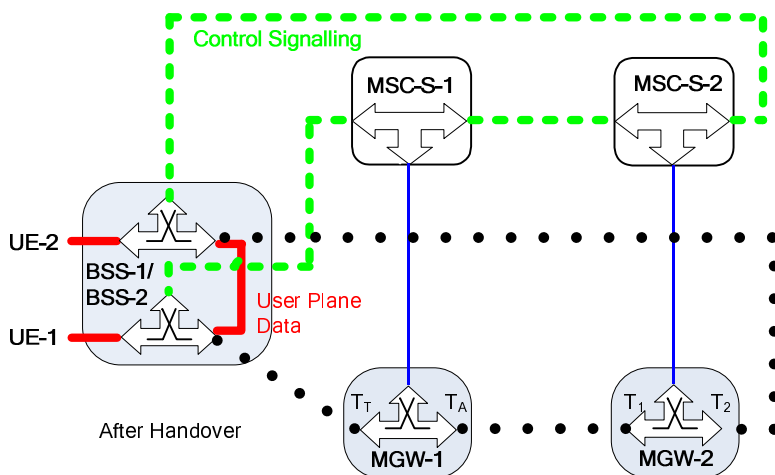 Control Signalling
MSC-S-1
MSC-S-2
UE-2
BSS-1/
BSS-2
User Plane
Data
UE-1
After Handover
TT
TA
MGW-1
T1
T2
MGW-2